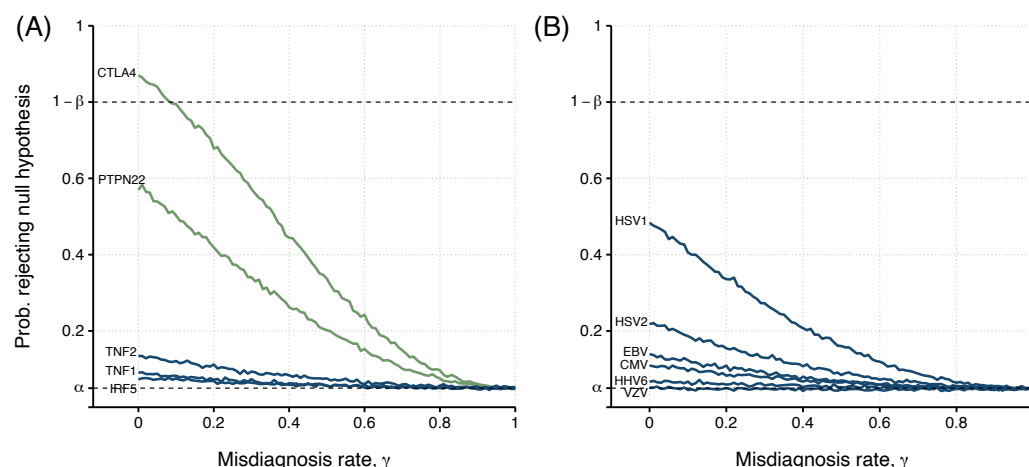 (A)
Prob. rejecting null hypothesis
1
1 – β
0.6
0.4
0.2
α
CTLA4
PTPN22
TNF2
TNF1
IRF5
0 0.2 0.4 0.6 0.8 1
Misdiagnosis rate, γ
(B)
1
1 – β
0.6
0.4
0.2
α
HSV1
HSV2
EBV
CMV
HHV6
VZV
0 0.2 0.4 0.6 0.8
Misdiagnosis rate, γ